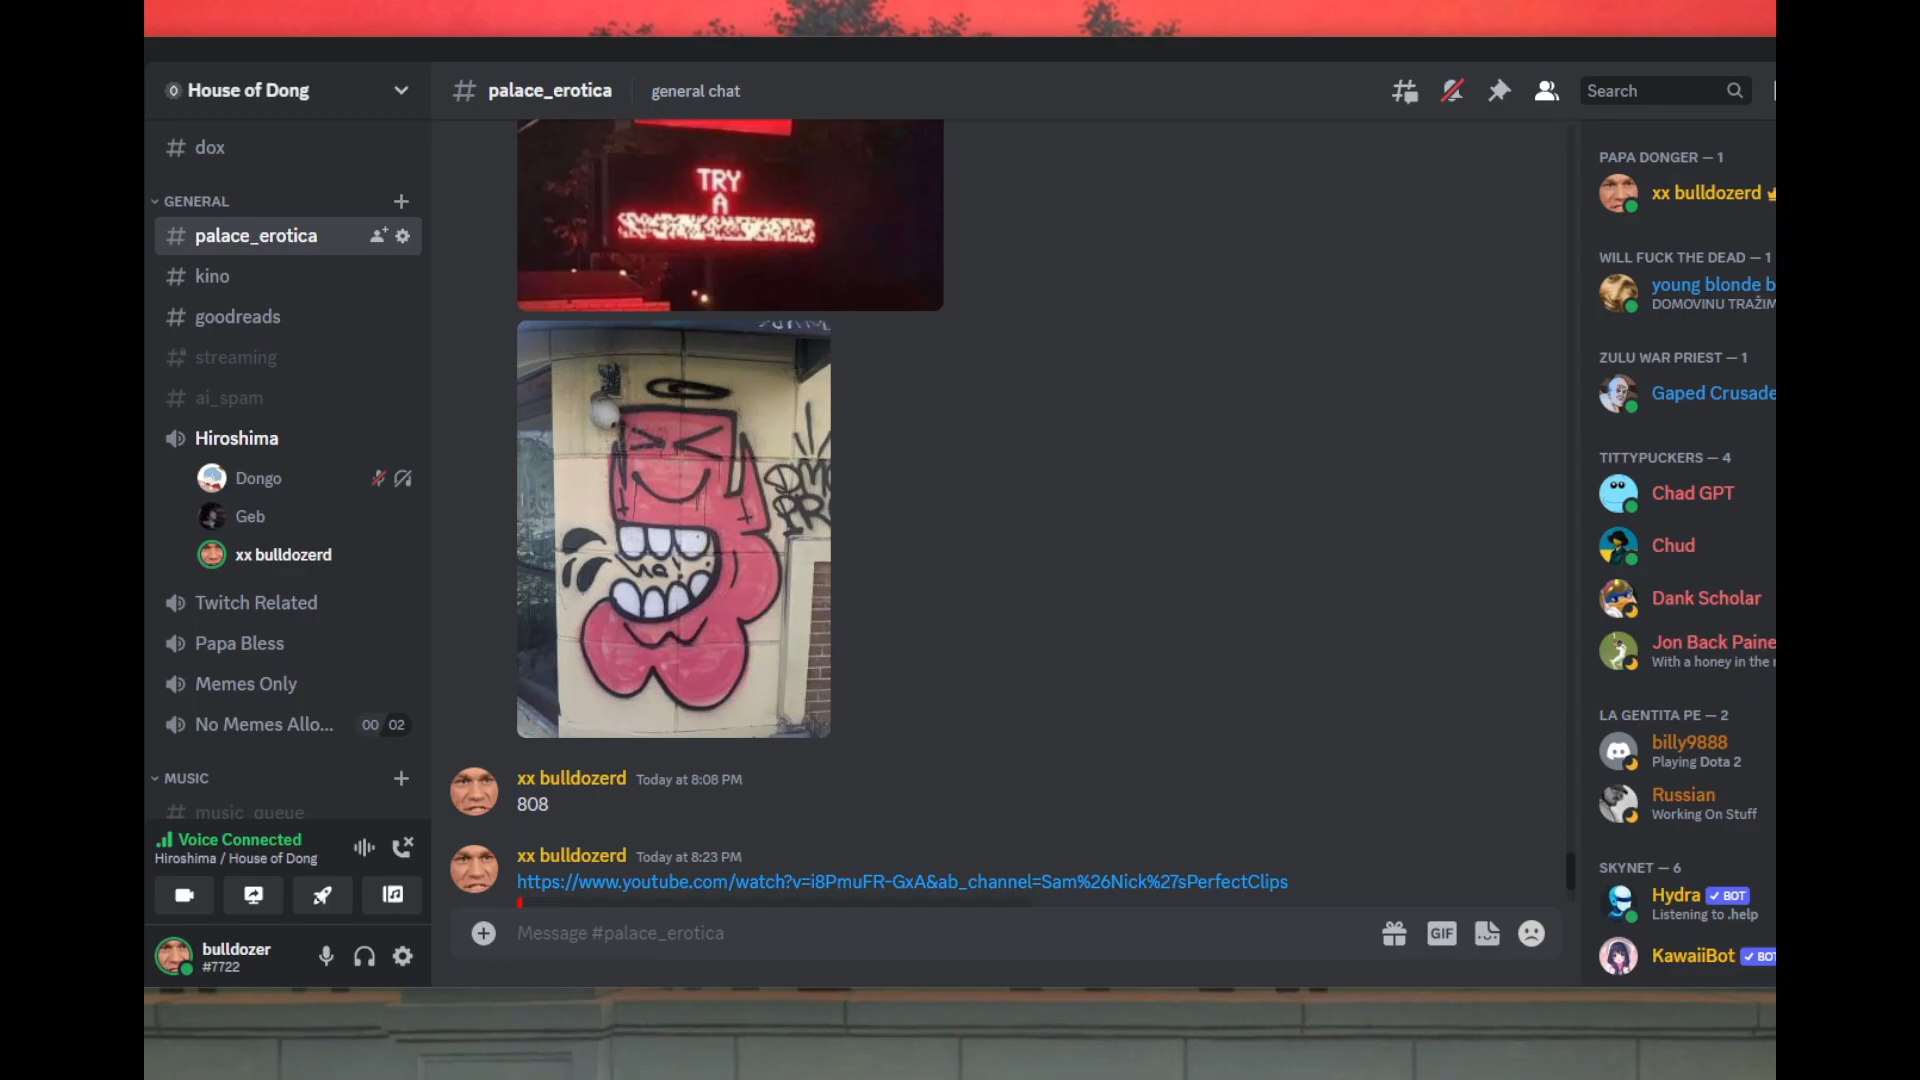 House of Dong
# palace_erotica
general chat
Search
# dox
GENERAL
# palace_erotica
# kino
# goodreads
# streaming
# ai_spam
Hiroshima
Dongo
Geb
xx bulldozerd
Twitch Related
Papa Bless
Memes Only
No Memes Allo... 00 02
MUSIC
# music_queue
Voice Connected
Hiroshima / House of Dong
bulldozer
#7722
TRY
A
ha!
DMC
PRO
xx bulldozerd Today at 8:08 PM
808
xx bulldozerd Today at 8:23 PM
https://www.youtube.com/watch?v=i8PmuFR-GxA&ab_channel=Sam%26Nick%27sPerfectClips
Message #palace_erotica
GIF
PAPA DONGER — 1
xx bulldozerd
WILL FUCK THE DEAD — 1
young blonde b
DOMOVINU TRAŽIM
ZULU WAR PRIEST — 1
Gaped Crusade
TITTYPUCKERS — 4
Chad GPT
Chud
Dank Scholar
Jon Back Paine
With a honey in the
LA GENTITA PE — 2
billy9888
Playing Dota 2
Russian
Working On Stuff
SKYNET — 6
Hydra BOT
Listening to .help
KawaiiBot BOT